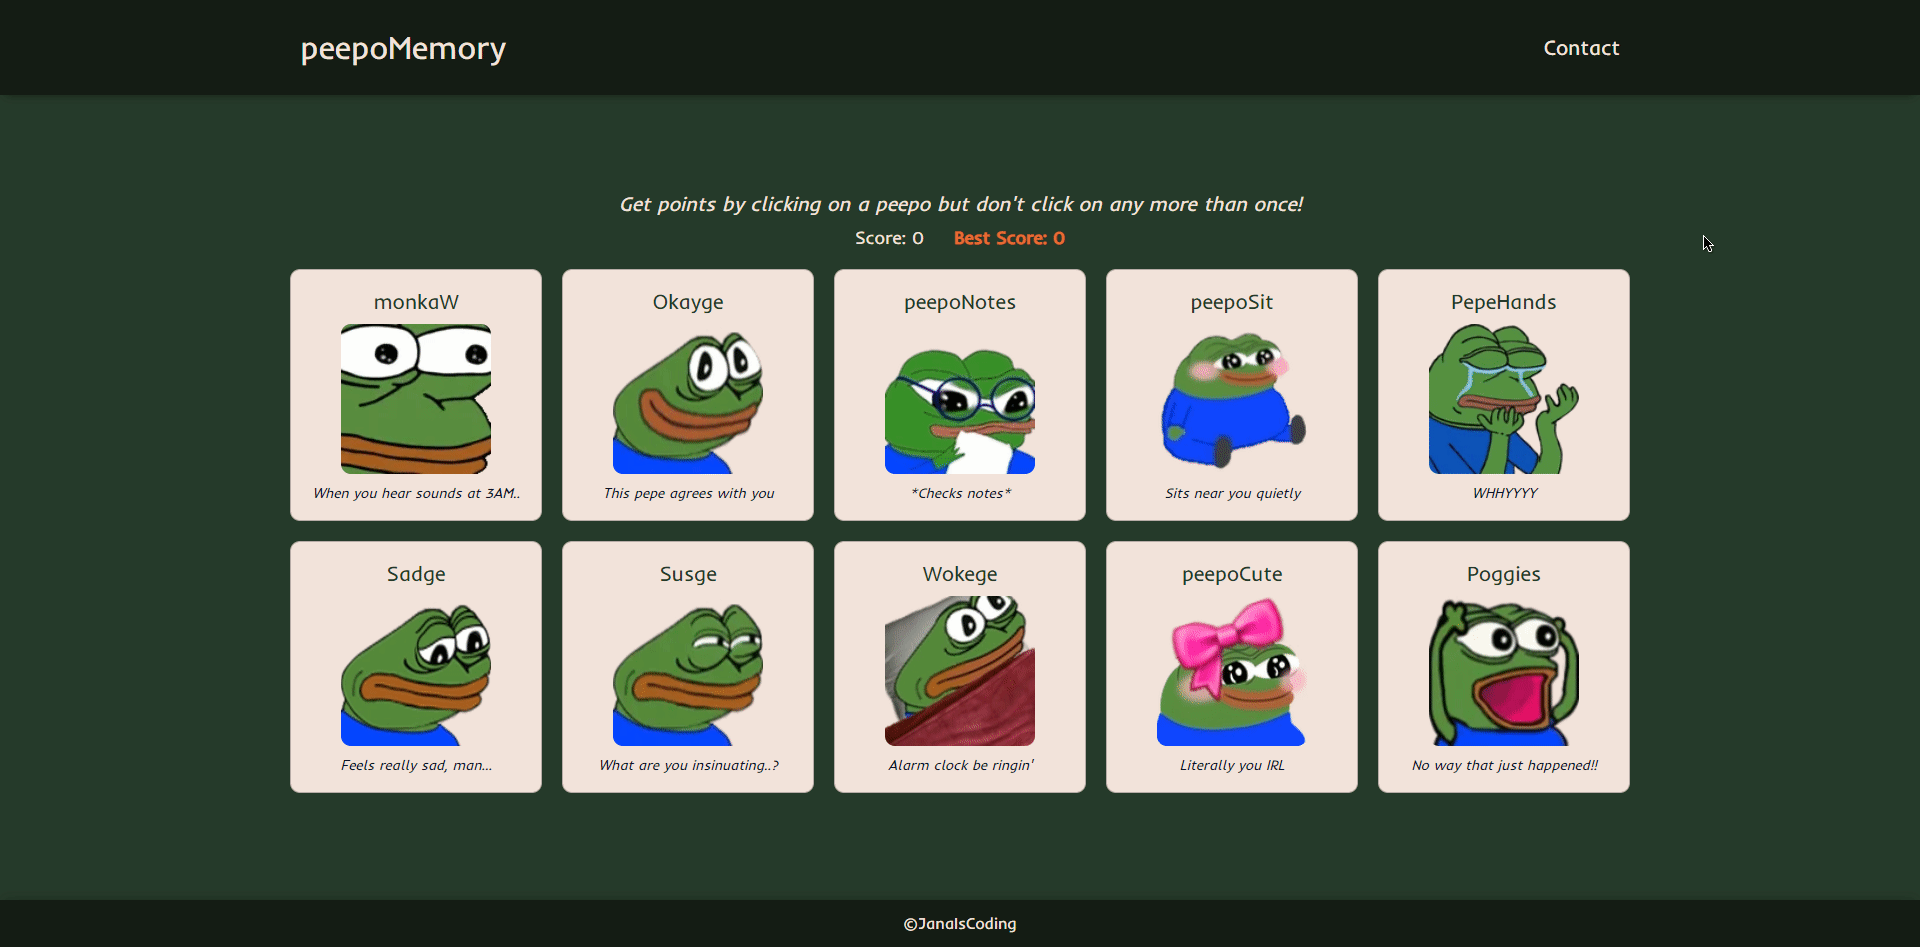 peepoMemory
Contact
Get points by clicking on a peepo but don't click on any more than once!
Score: 0
Best Score: 0
monkaW
When you hear sounds at 3AM..
Okayge
This pepe agrees with you
peepoNotes
*Checks notes*
peepoSit
Sits near you quietly
PepeHands
WHHYYYY
Sadge
Feels really sad, man...
Susge
What are you insinuating..?
Wokege
Alarm clock be ringin'
peepoCute
Literally you IRL
Poggies
No way that just happened!!
©JanaIsCoding